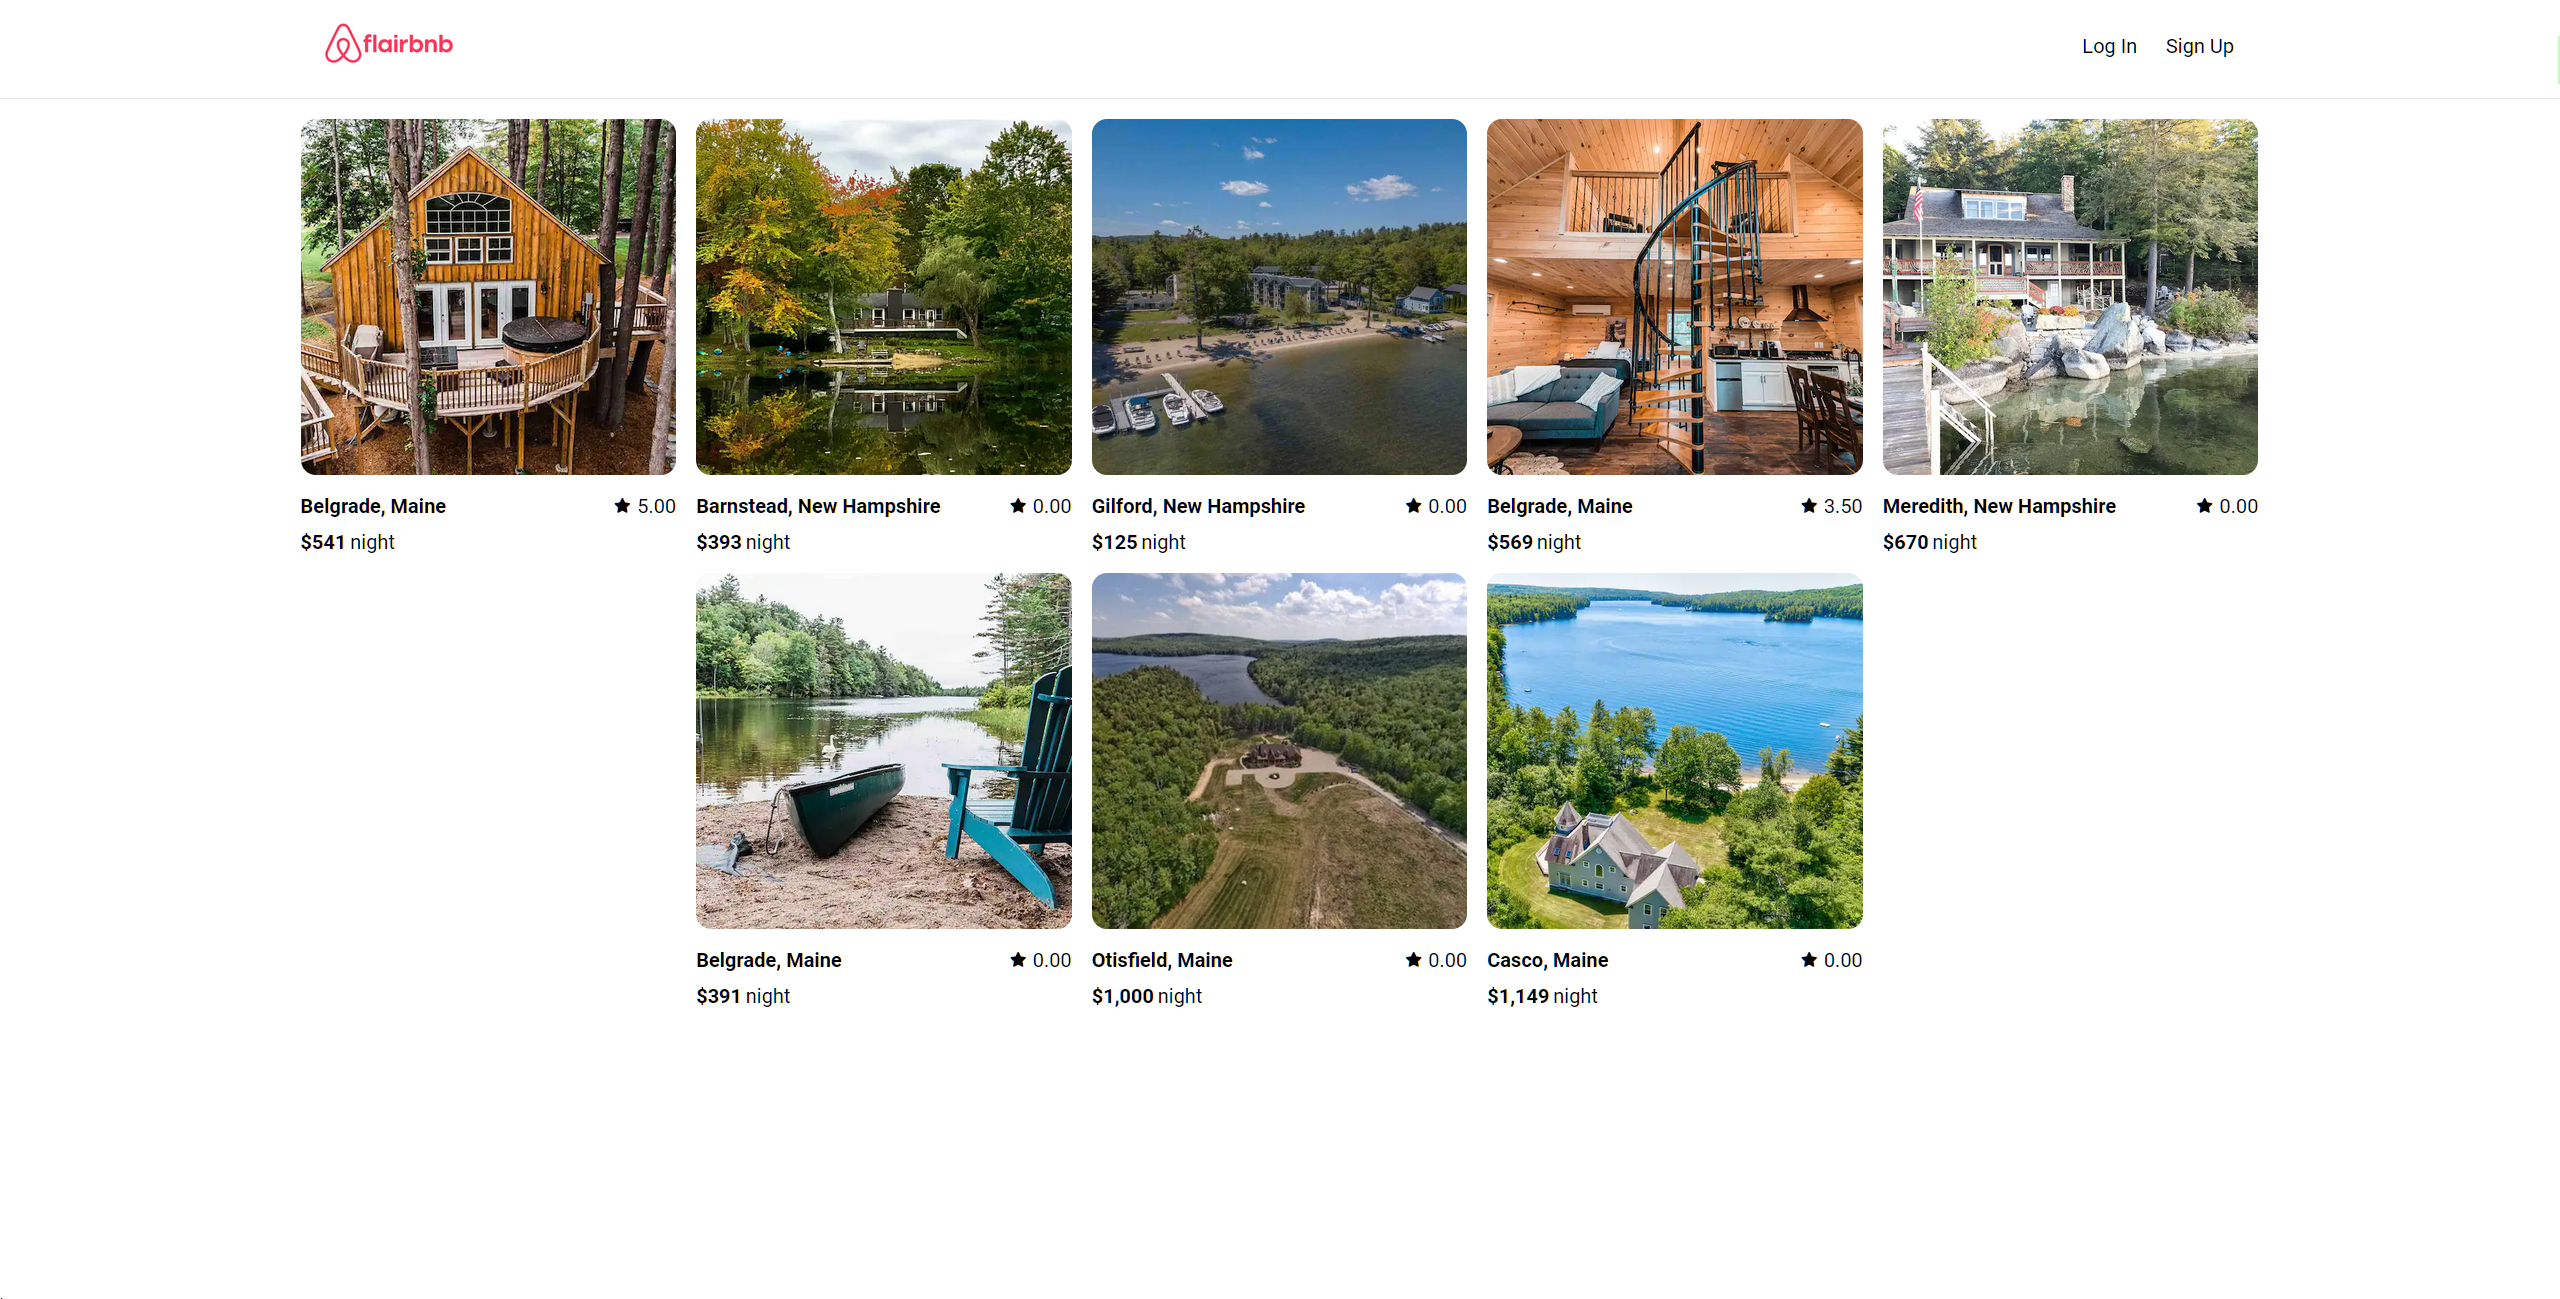 flairbnb
Log In Sign Up
Belgrade, Maine ★ 5.00
$541 night
Barnstead, New Hampshire ★ 0.00
$393 night
Gilford, New Hampshire ★ 0.00
$125 night
Belgrade, Maine ★ 3.50
$569 night
Meredith, New Hampshire ★ 0.00
$670 night
Belgrade, Maine ★ 0.00
$391 night
Otisfield, Maine ★ 0.00
$1,000 night
Casco, Maine ★ 0.00
$1,149 night